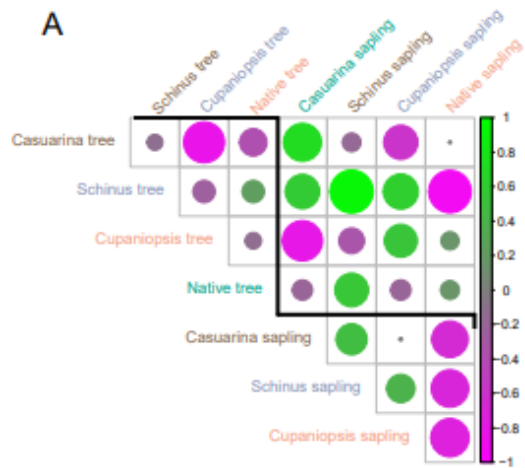 A
Schinus tree
Cupaniopsis tree
Native tree
Casuarina sapling
Schinus sapling
Cupaniopsis sapling
Native sapling
Casuarina tree
Schinus tree
Cupaniopsis tree
Native tree
Casuarina sapling
Schinus sapling
Cupaniopsis sapling
1
0.8
0.6
0.4
0.2
0
-0.2
-0.4
-0.6
-0.8
-1